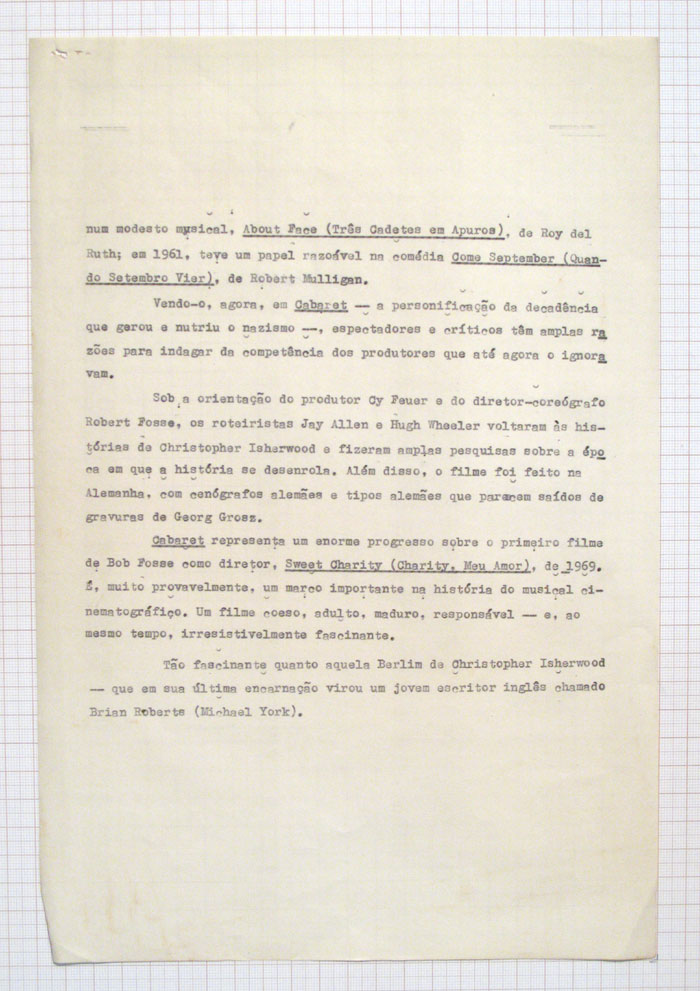 num modesto musical, About Face (Três Cadetes em Apuros), de Roy del
Ruth; em 1961, teve um papel razoável na comédia Come September (Quan-
do Setembro Vier), de Robert Mulligan.
Vendo-o, agora, em Cabaret — a personificação da decadência
que gerou e nutriu o nazismo —, espectadores e críticos têm amplas ra
zões para indagar da competência dos produtores que até agora o ignora
vam.
Sob a orientação do produtor Cy Feuer e do diretor-coreógrafo
Robert Fosse, os roteiristas Jay Allen e Hugh Wheeler voltaram às his-
tórias de Christopher Isherwood e fizeram amplas pesquisas sobre a épo
ca em que a história se desenrola. Além disso, o filme foi feito na
Alemanha, com cenógrafos alemães e tipos alemães que parecem saídos de
gravuras de Georg Grosz.
Cabaret representa um enorme progresso sobre o primeiro filme
de Bob Fosse como diretor, Sweet Charity (Charity, Meu Amor), de 1969.
É, muito provavelmente, um marco importante na história do musical ci-
nematográfico. Um filme coeso, adulto, maduro, responsável — e, ao
mesmo tempo, irresistivelmente fascinante.
Tão fascinante quanto aquela Berlim de Christopher Isherwood
— que em sua última encarnação virou um jovem escritor inglês chamado
Brian Roberts (Michael York).